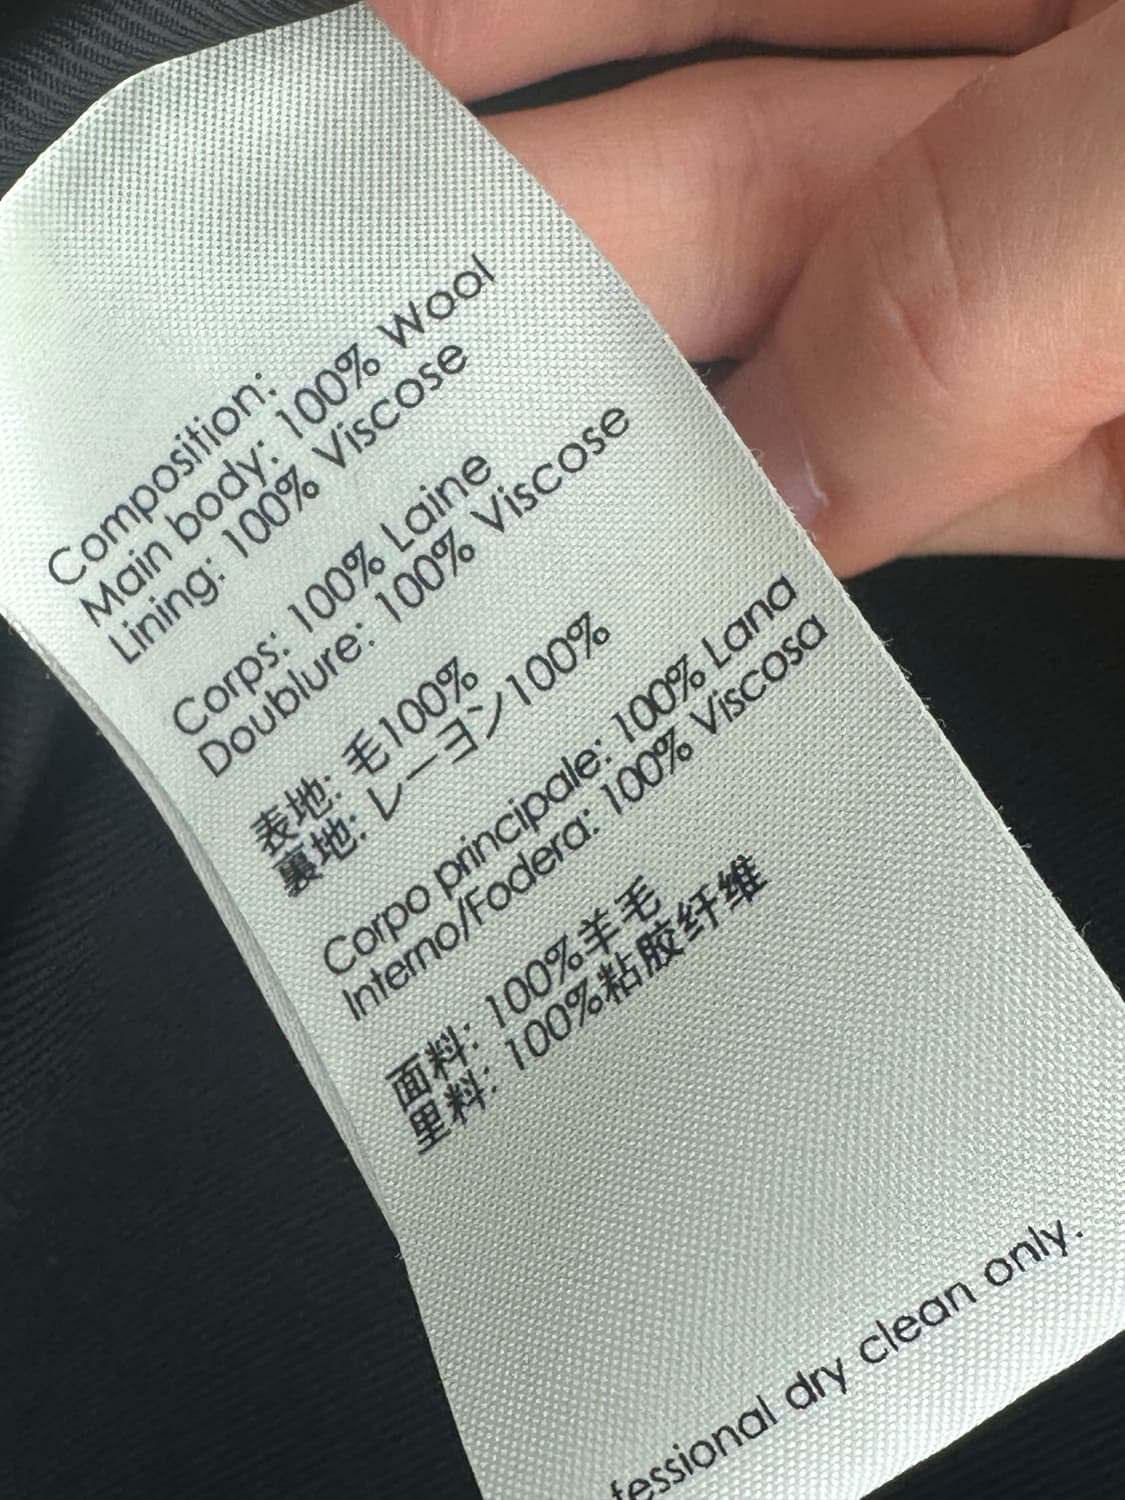 Composition:
Main body: 100% Wool
Lining: 100% Viscose
Corps: 100% Laine
Doublure: 100% Viscose
表地: 毛100%
裏地: レーヨン100%
Corpo principale: 100% Lana
Interno/Fodera: 100% Viscosa
面料: 100%羊毛
里料: 100%粘胶纤维
fessional dry clean only.